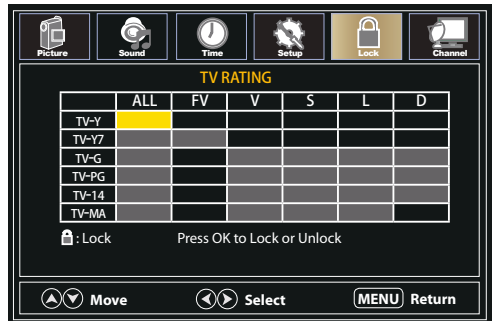 Picture Sound Time Setup Lock Channel
TV RATING
ALL FV V S L D
TV-Y
TV-Y7
TV-G
TV-PG
TV-14
TV-MA
: Lock Press OK to Lock or Unlock
Move Select MENU Return